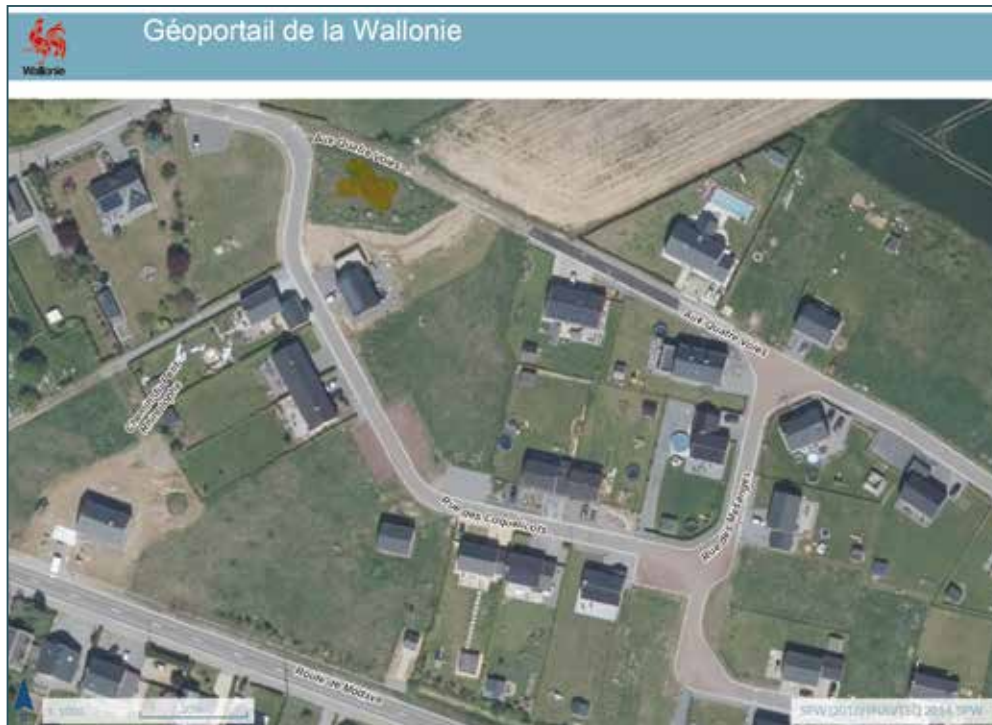 Géoportail de la Wallonie
Wallonie
Aux Quatre voies
Aux Quatre voies
Rue des Coquelicots
Rue des Mésanges
Route de Modave